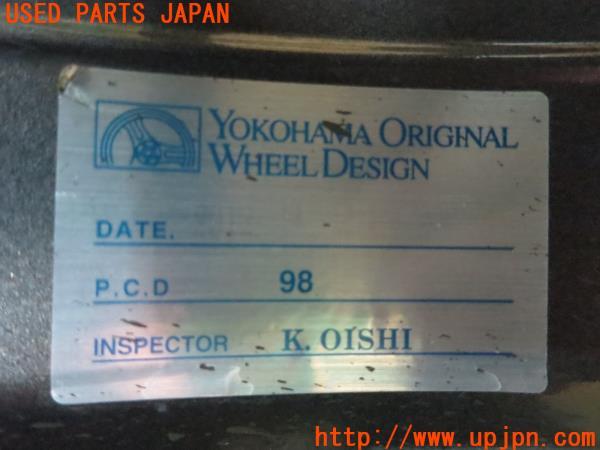 USED PARTS JAPAN
YOKOHAMA ORIGINAL
WHEEL DESIGN
DATE.
P.C.D 98
INSPECTOR K. OISHI
http://www.upjpn.com/